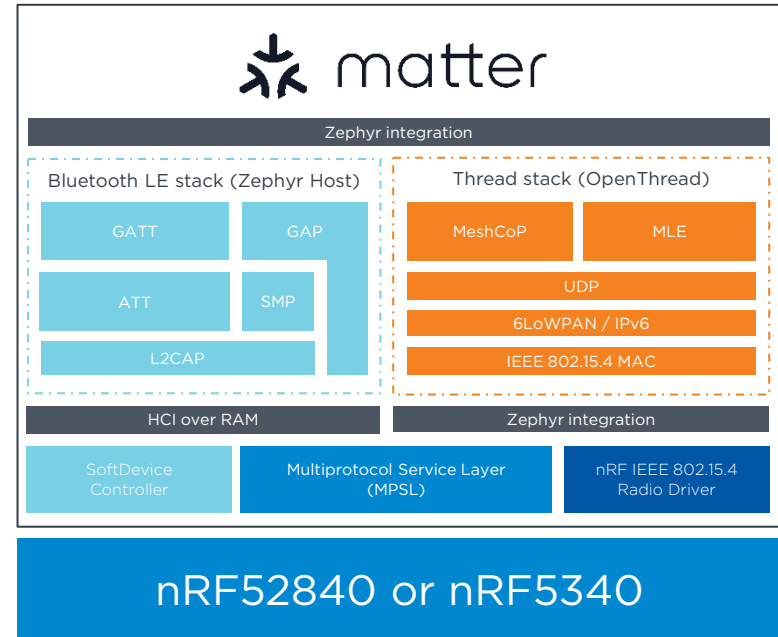 matter
Zephyr integration
Bluetooth LE stack (Zephyr Host)
GATT
GAP
ATT
SMP
L2CAP
Thread stack (OpenThread)
MeshCoP
MLE
UDP
6LoWPAN / IPv6
IEEE 802.15.4 MAC
HCI over RAM
Zephyr integration
SoftDevice
Controller
Multiprotocol Service Layer
(MPSL)
nRF IEEE 802.15.4
Radio Driver
nRF52840 or nRF5340